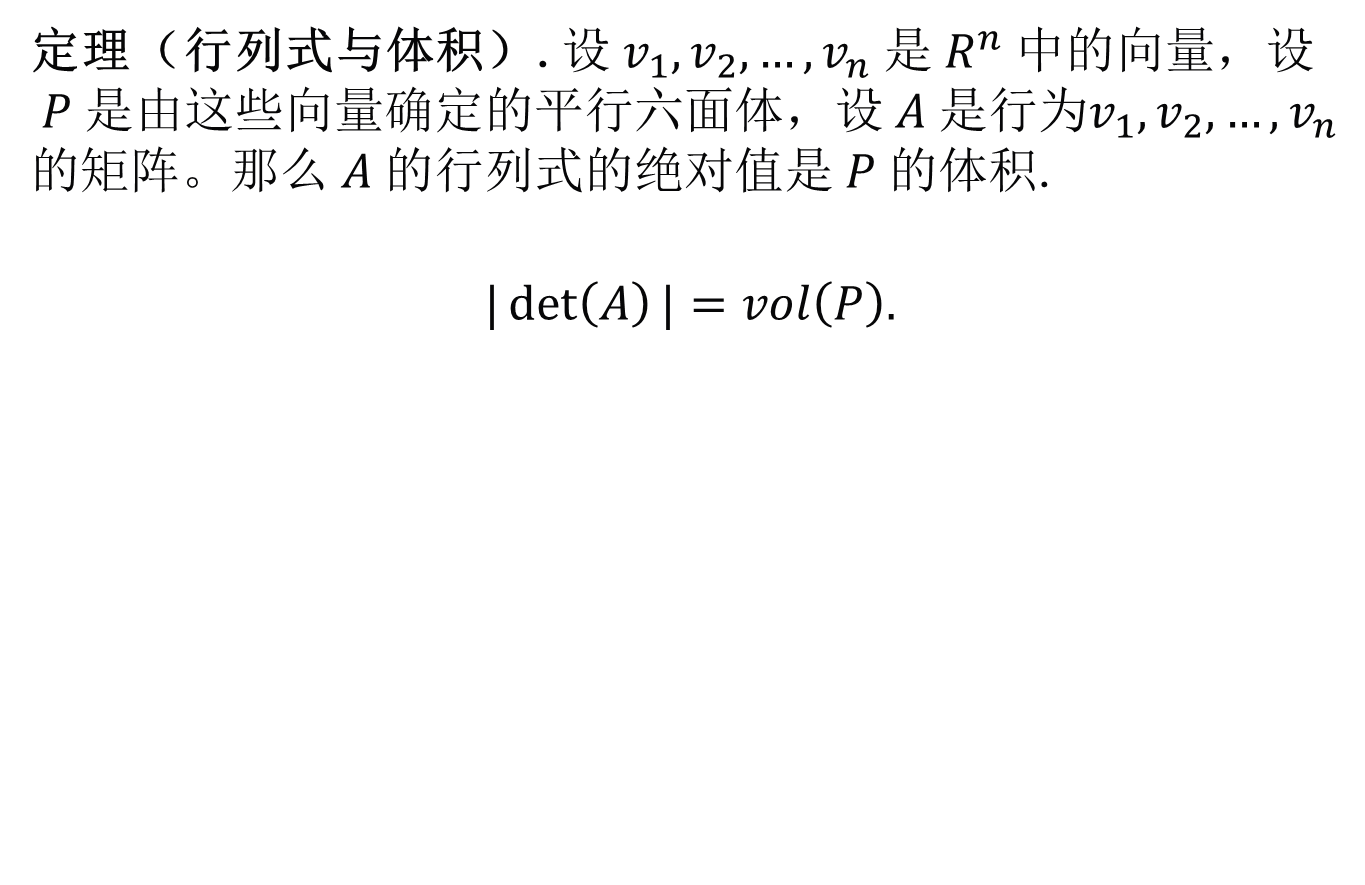 定理（行列式与体积）. 设 𝑣₁, 𝑣₂, … , 𝑣ₙ 是 𝑅ⁿ 中的向量，设
𝑃 是由这些向量确定的平行六面体，设 𝐴 是行为𝑣₁, 𝑣₂, … , 𝑣ₙ
的矩阵。那么 𝐴 的行列式的绝对值是 𝑃 的体积.
| det(𝐴) | = 𝑣𝑜𝑙(𝑃).